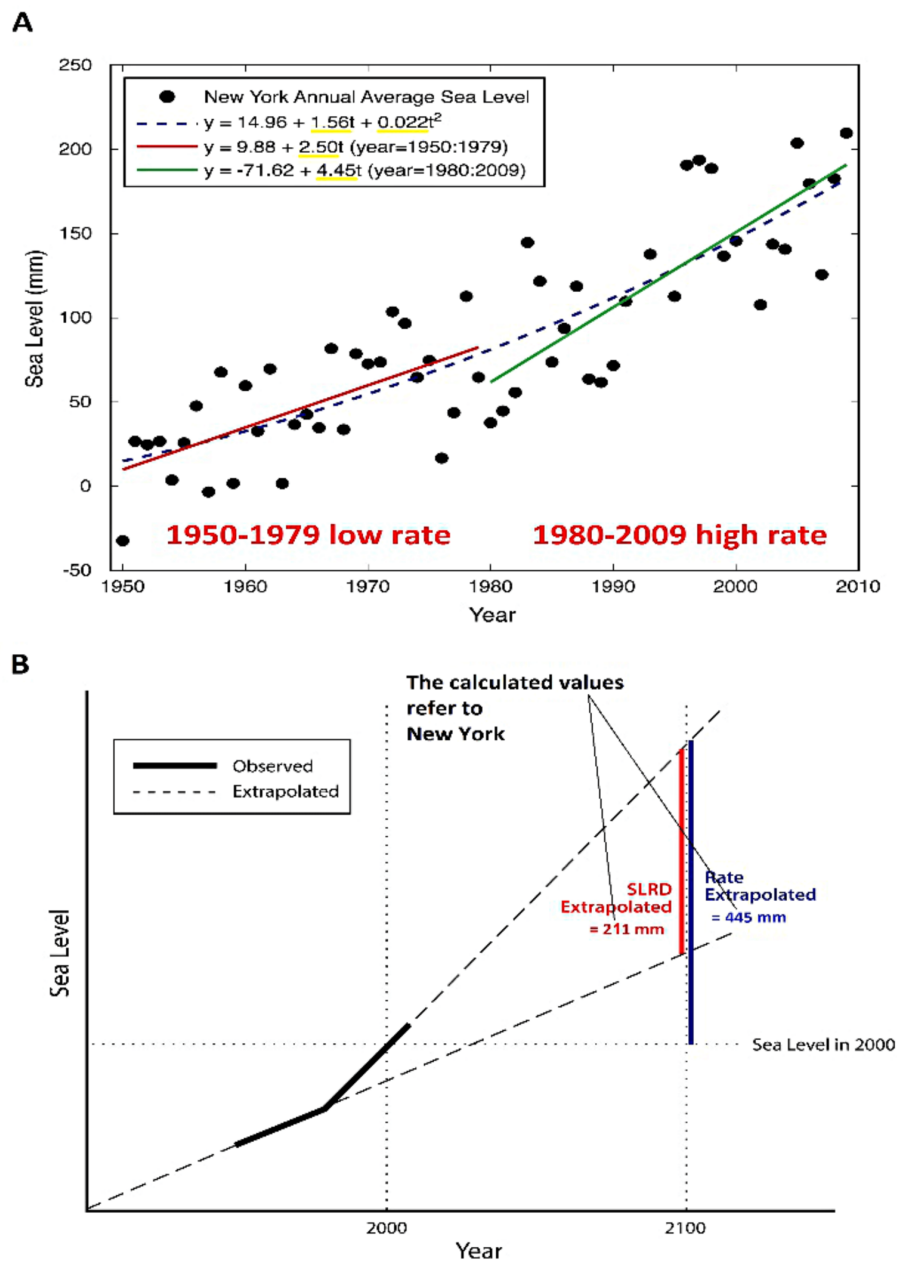 A
250
200
150
100
50
0
-50
Sea Level (mm)
New York Annual Average Sea Level
y = 14.96 + 1.56t + 0.022t²
y = 9.88 + 2.50t (year=1950:1979)
y = -71.62 + 4.45t (year=1980:2009)
1950-1979 low rate
1980-2009 high rate
1950 1960 1970 1980 1990 2000 2010
Year
B
The calculated values
refer to
New York
Observed
Extrapolated
SLRD
Extrapolated
= 211 mm
Rate
Extrapolated
= 445 mm
Sea Level
Sea Level in 2000
2000 2100
Year